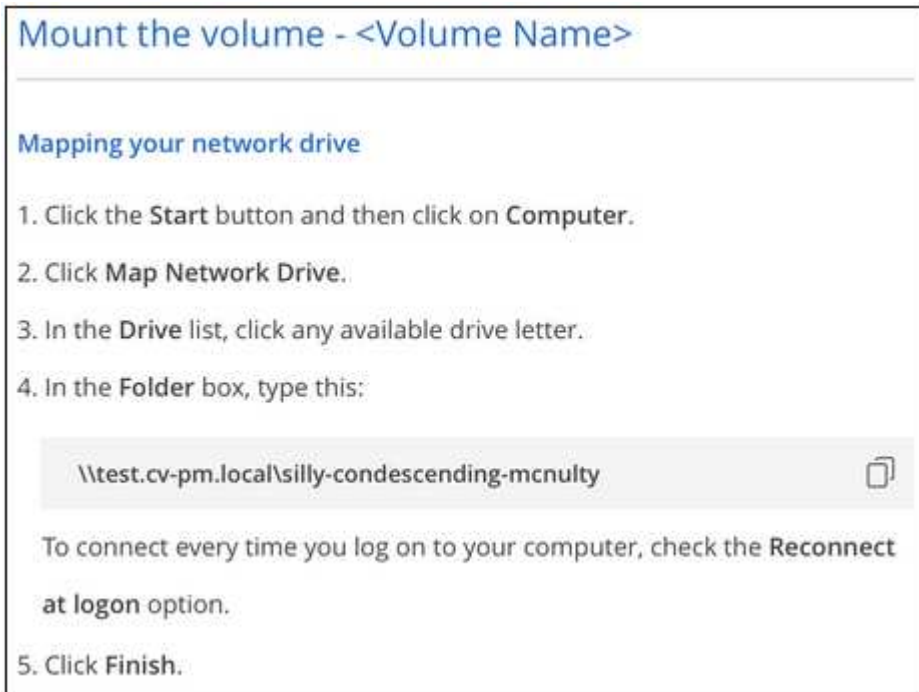 Mount the volume - <Volume Name>
Mapping your network drive
1. Click the Start button and then click on Computer.
2. Click Map Network Drive.
3. In the Drive list, click any available drive letter.
4. In the Folder box, type this:
\\test.cv-pm.local\silly-condescending-mcnulty
To connect every time you log on to your computer, check the Reconnect
at logon option.
5. Click Finish.